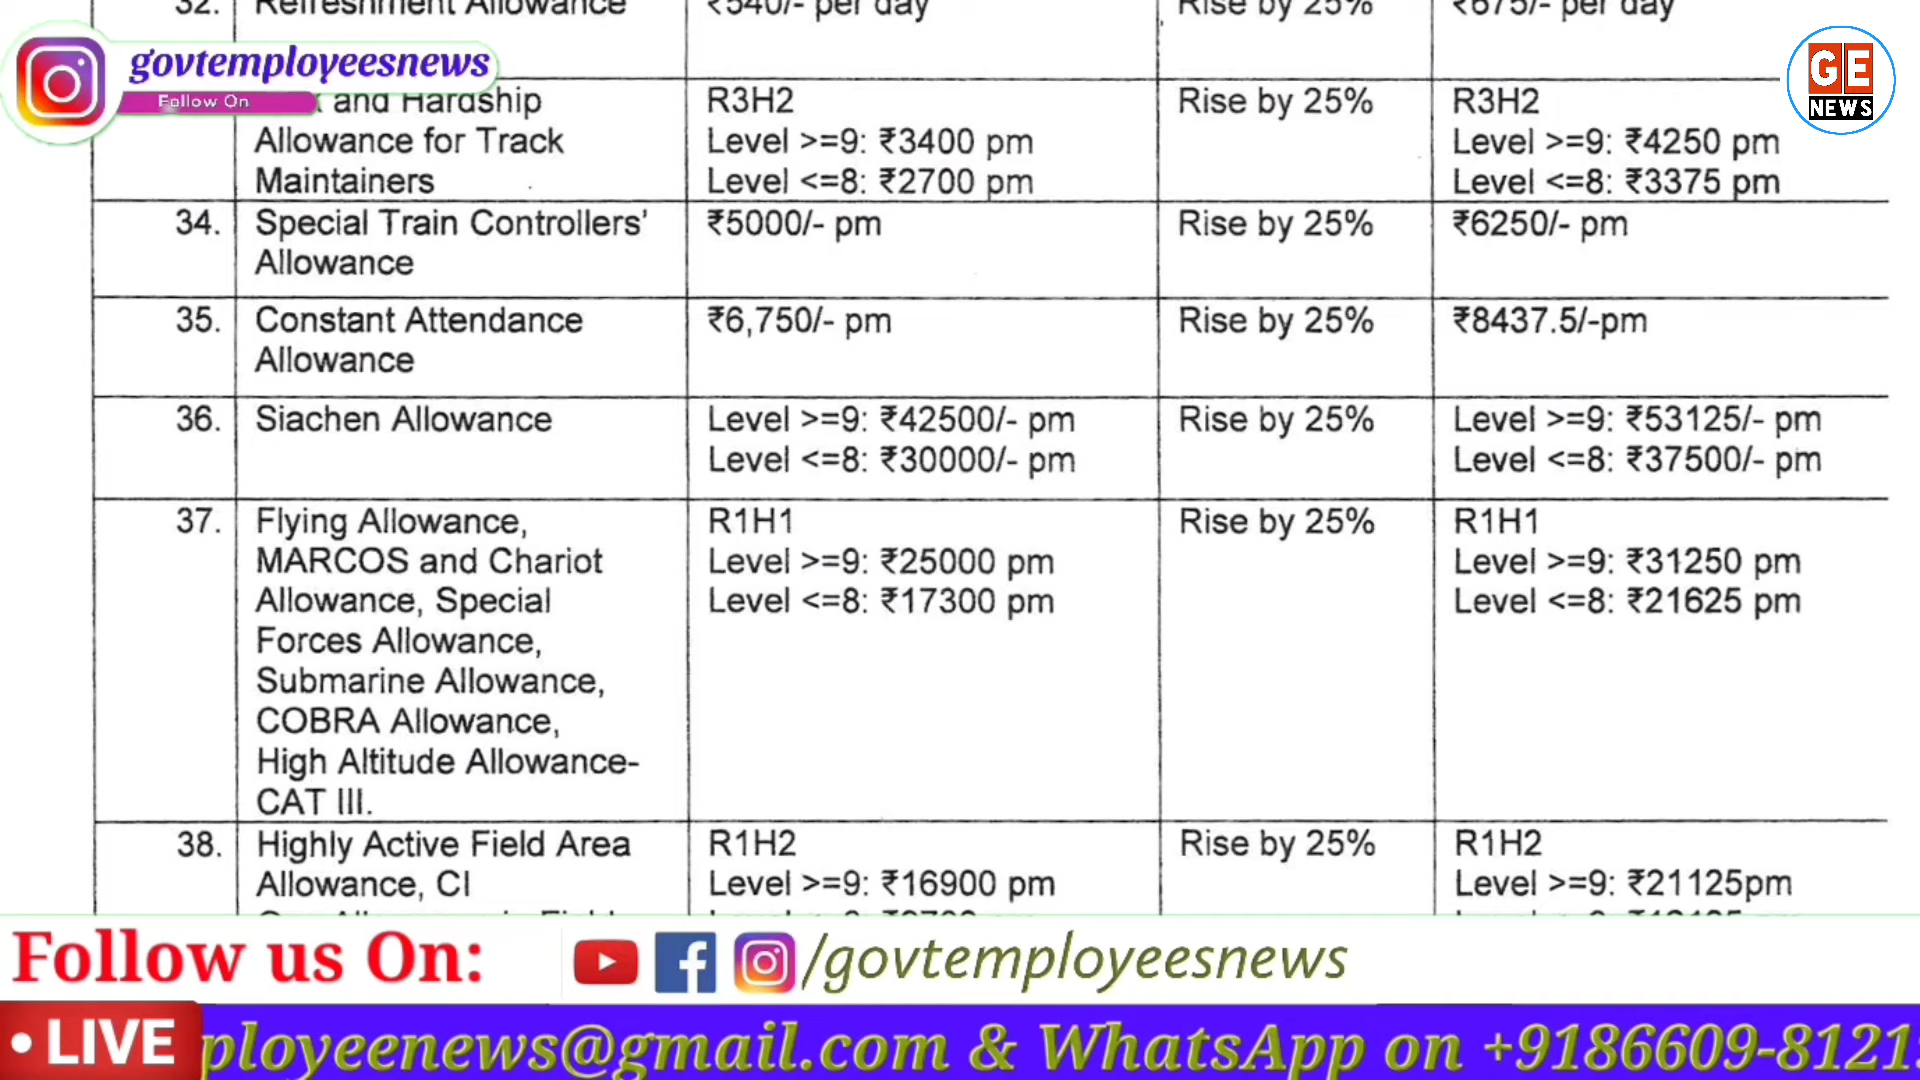 32. Refreshment Allowance ₹540/- per day Rise by 25% ₹675/- per day
govtemployeesnews
Follow On
GE
NEWS
and Hardship R3H2 Rise by 25% R3H2
Allowance for Track Level >=9: ₹3400 pm Level >=9: ₹4250 pm
Maintainers Level <=8: ₹2700 pm Level <=8: ₹3375 pm
34. Special Train Controllers' ₹5000/- pm Rise by 25% ₹6250/- pm
Allowance
35. Constant Attendance ₹6,750/- pm Rise by 25% ₹8437.5/-pm
Allowance
36. Siachen Allowance Level >=9: ₹42500/- pm Rise by 25% Level >=9: ₹53125/- pm
Level <=8: ₹30000/- pm Level <=8: ₹37500/- pm
37. Flying Allowance, R1H1 Rise by 25% R1H1
MARCOS and Chariot Level >=9: ₹25000 pm Level >=9: ₹31250 pm
Allowance, Special Level <=8: ₹17300 pm Level <=8: ₹21625 pm
Forces Allowance,
Submarine Allowance,
COBRA Allowance,
High Altitude Allowance-
CAT III.
38. Highly Active Field Area R1H2 Rise by 25% R1H2
Allowance, CI Level >=9: ₹16900 pm Level >=9: ₹21125pm
Follow us On: /govtemployeesnews
• LIVE ployeenews@gmail.com & WhatsApp on +9186609-8121